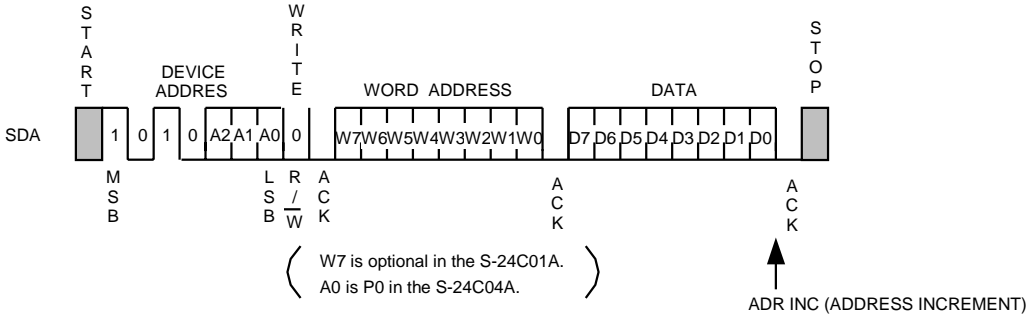 START
WRITE
STOP
DEVICE
ADDRES
WORD ADDRESS
DATA
SDA
1 0 1 0 A2 A1 A0 0 W7 W6 W5 W4 W3 W2 W1 W0 D7 D6 D5 D4 D3 D2 D1 D0
MSB
LSB
R/W
ACK
ACK
ACK
W7 is optional in the S-24C01A.
A0 is P0 in the S-24C04A.
ADR INC (ADDRESS INCREMENT)